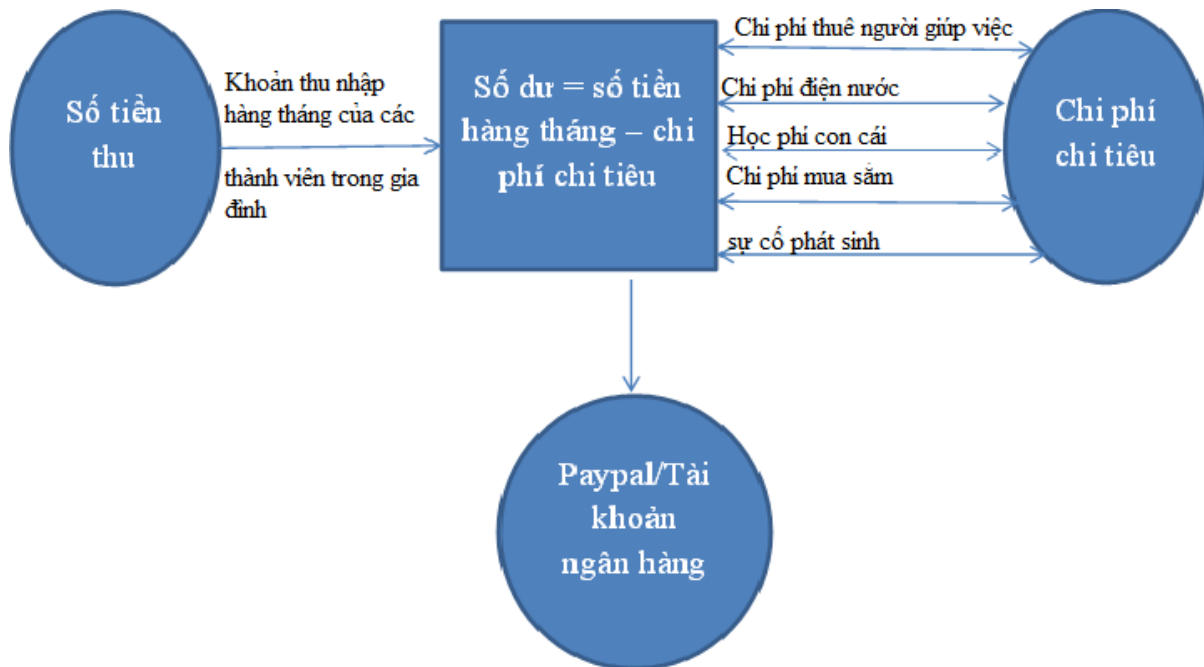 Số tiền
thu
Khoản thu nhập
hàng tháng của các
thành viên trong gia
đình
Số dư = số tiền
hàng tháng – chi
phí chi tiêu
Chi phí thuê người giúp việc
Chi phí điện nước
Học phí con cái
Chi phí mua sắm
sự cố phát sinh
Chi phí
chi tiêu
Paypal/Tài
khoản
ngân hàng